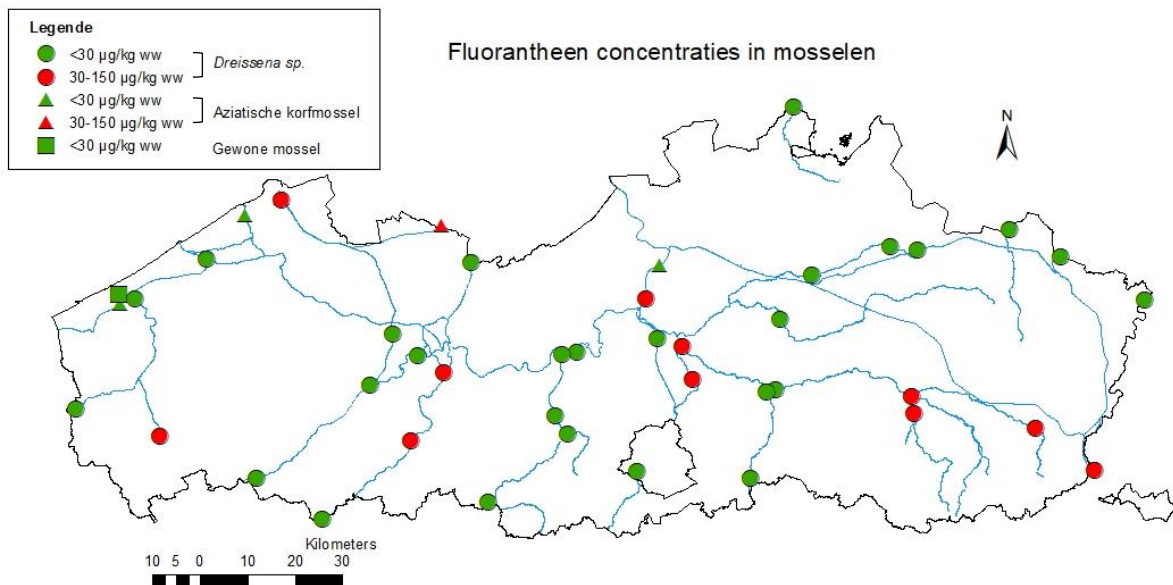 Legende
<30 µg/kg ww
Dreissena sp.
30-150 µg/kg ww
<30 µg/kg ww
Aziatische korfmossel
30-150 µg/kg ww
<30 µg/kg ww
Gewone mossel
Fluorantheen concentraties in mosselen
N
Kilometers
10 5 0 10 20 30